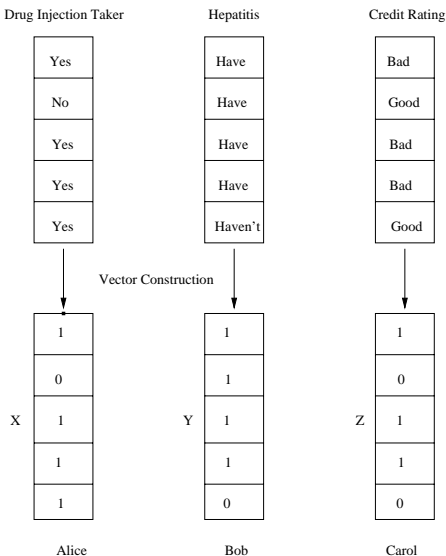 Drug Injection Taker Hepatitis Credit Rating
Yes Have Bad
No Have Good
Yes Have Bad
Yes Have Bad
Yes Haven't Good
Vector Construction
1 1 1
0 1 0
X 1 Y 1 Z 1
1 1 1
1 0 0
Alice Bob Carol